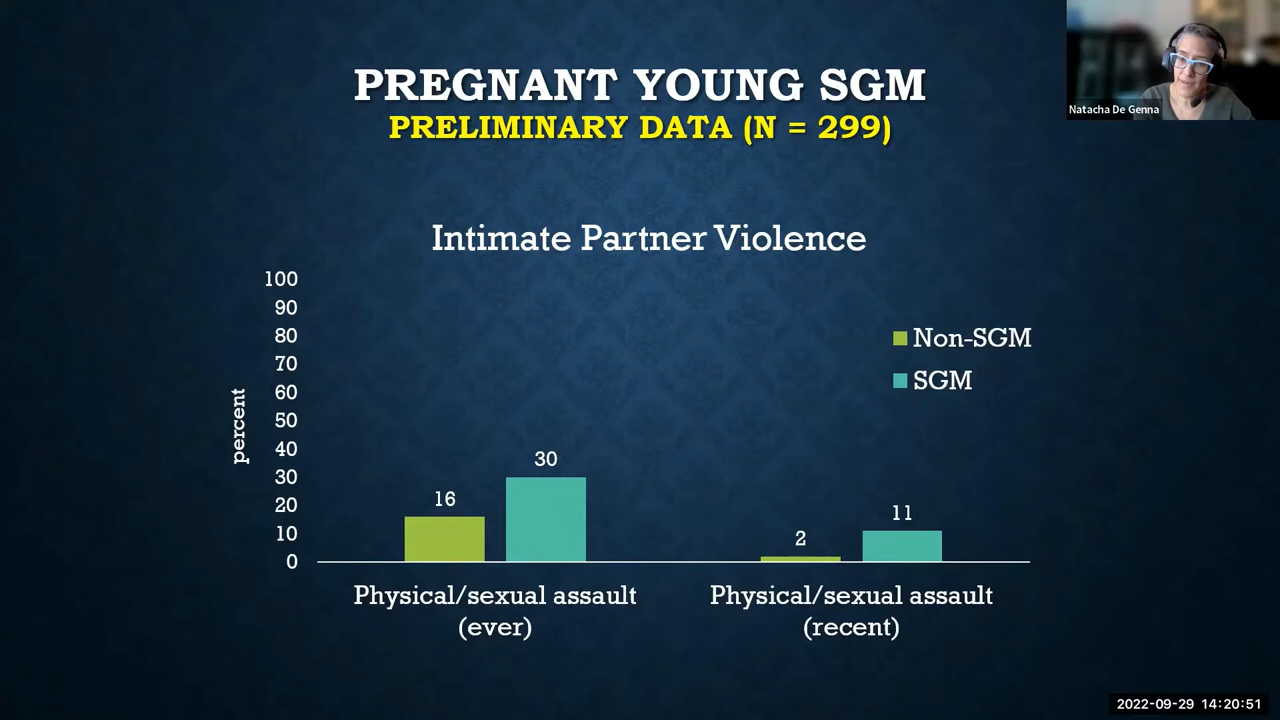 PREGNANT YOUNG SGM
PRELIMINARY DATA (N = 299)
Natacha De Genna
Intimate Partner Violence
100
90
80
70
60
50
40
30
20
10
0
percent
Non-SGM
SGM
16
30
2
11
Physical/sexual assault
(ever)
Physical/sexual assault
(recent)
2022-09-29 14:20:51